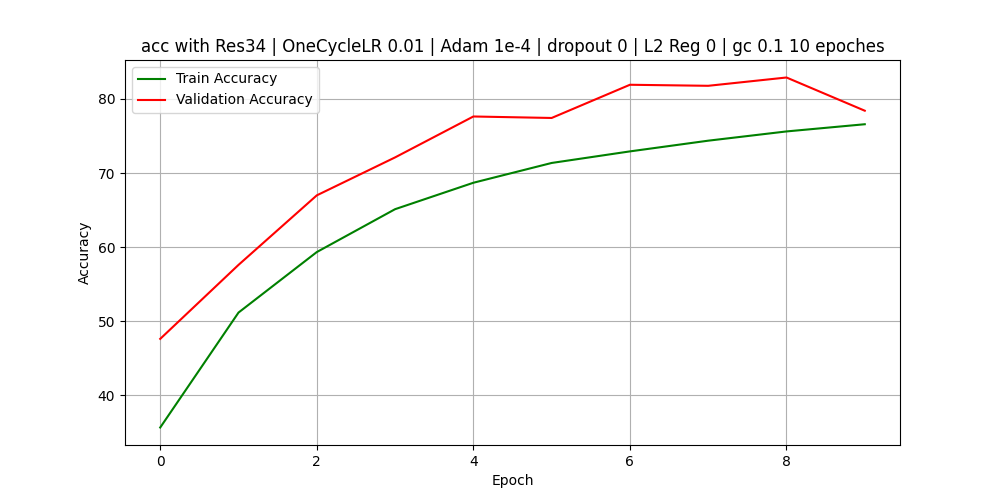 acc with Res34 | OneCycleLR 0.01 | Adam 1e-4 | dropout 0 | L2 Reg 0 | gc 0.1 10 epoches
Train Accuracy
Validation Accuracy
80
70
60
50
40
Accuracy
0 2 4 6 8
Epoch